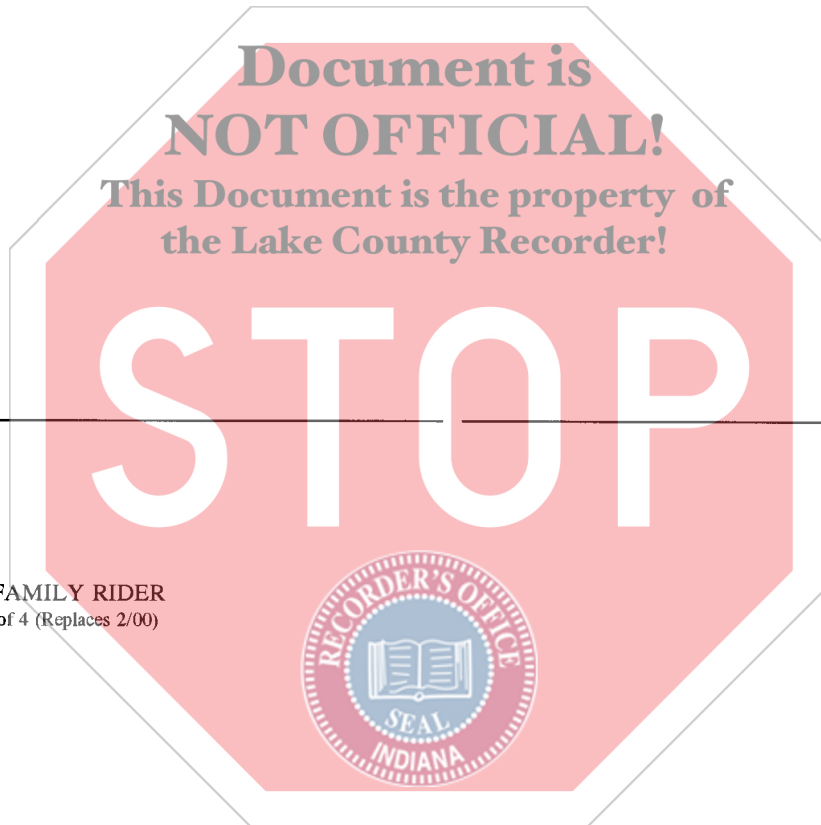 Document is
NOT OFFICIAL!
This Document is the property of
the Lake County Recorder!
STOP
FAMILY RIDER
of 4 (Replaces 2/00)
RECORDER'S OFFICE
SEAL
INDIANA